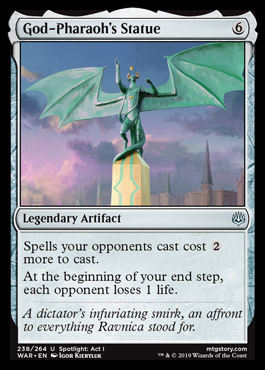 God-Pharaoh's Statue 6
Legendary Artifact
Spells your opponents cast cost 2
more to cast.
At the beginning of your end step,
each opponent loses 1 life.
A dictator's infuriating smirk, an affront
to everything Ravnica stood for.
238/264 U Spotlight: Act I mtgstory.com
WAR • EN Igor Kieryluk ™ & © 2019 Wizards of the Coast